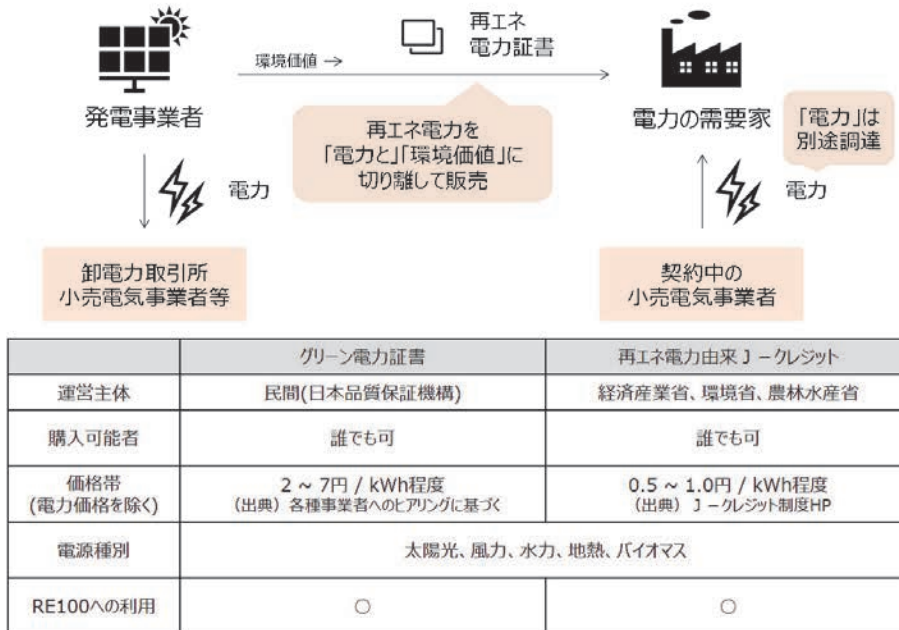 再エネ
電力証書
環境価値 →
発電事業者
電力の需要家
「電力」は
別途調達
再エネ電力を
「電力と」「環境価値」に
切り離して販売
電力
電力
卸電力取引所
小売電気事業者等
契約中の
小売電気事業者
グリーン電力証書
再エネ電力由来J-クレジット
運営主体
民間(日本品質保証機構)
経済産業省、環境省、農林水産省
購入可能者
誰でも可
誰でも可
価格帯
(電力価格を除く)
2 ~ 7円 / kWh程度
(出典) 各種事業者へのヒアリングに基づく
0.5 ~ 1.0円 / kWh程度
(出典) J-クレジット制度HP
電源種別
太陽光、風力、水力、地熱、バイオマス
RE100への利用
○
○